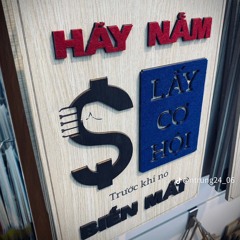 HÃY NẮM
LẤY
CƠ
HỘI
Trước khi nó
BIẾN MẤT